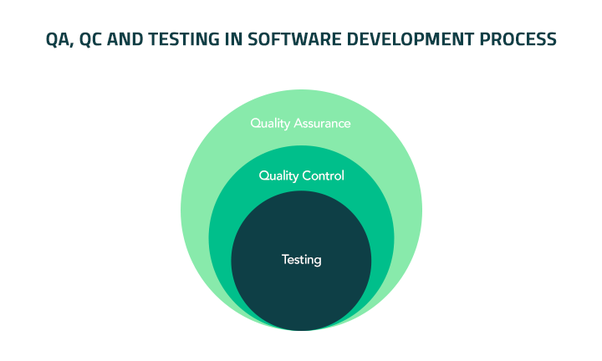 QA, QC AND TESTING IN SOFTWARE DEVELOPMENT PROCESS
Quality Assurance
Quality Control
Testing